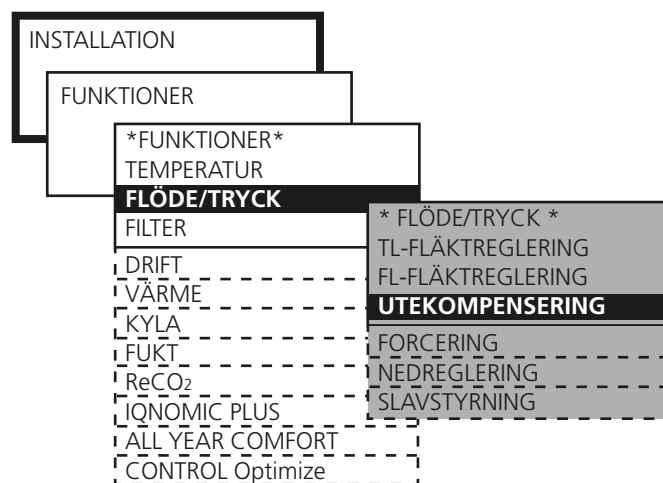 INSTALLATION
FUNKTIONER
*FUNKTIONER*
TEMPERATUR
FLÖDE/TRYCK
FILTER
DRIFT
VÄRME
KYLA
FUKT
ReCO2
IQNOMIC PLUS
ALL YEAR COMFORT
CONTROL Optimize
* FLÖDE/TRYCK *
TL-FLÄKTREGLERING
FL-FLÄKTREGLERING
UTEKOMPENSERING
FORCERING
NEDREGLERING
SLAVSTYRNING